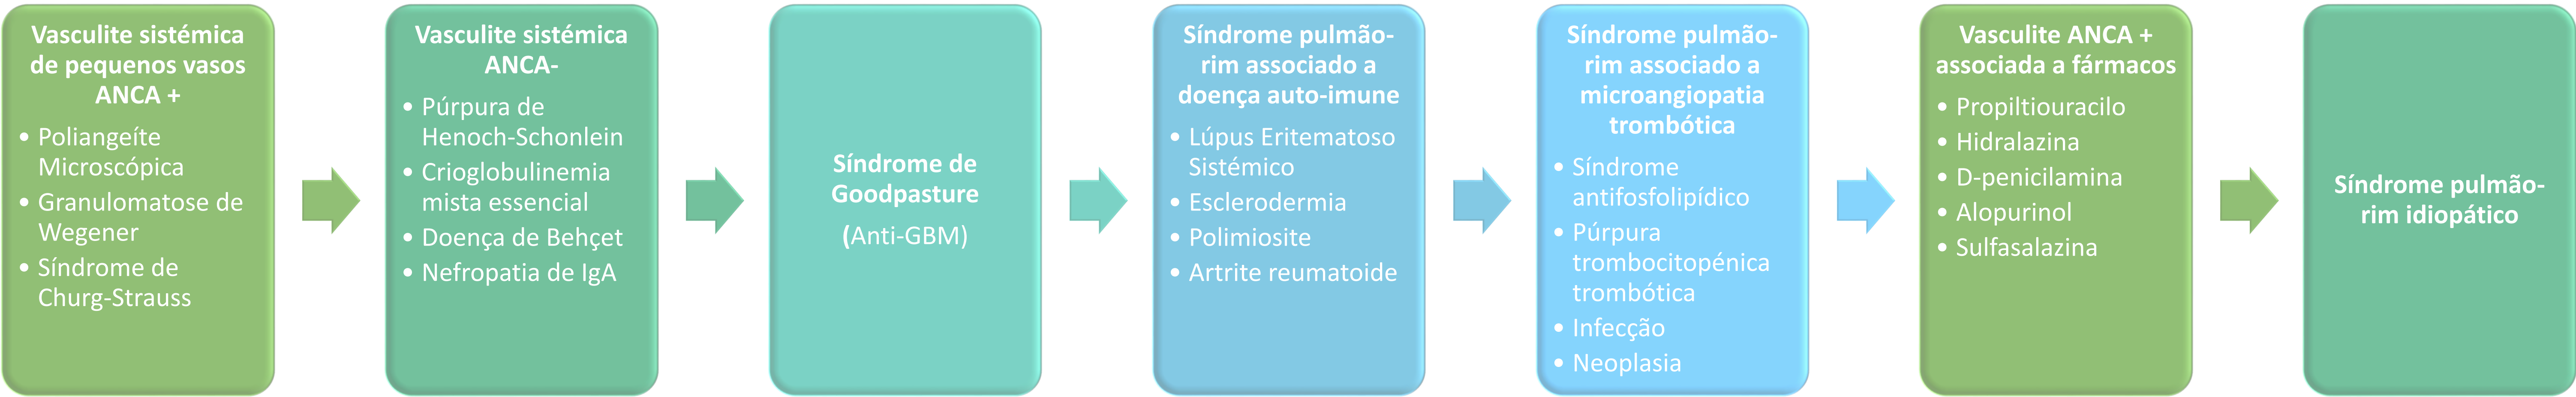 Vasculite sistémica
de pequenos vasos
ANCA +
• Poliangeíte
Microscópica
• Granulomatose de
Wegener
• Síndrome de
Churg-Strauss
Vasculite sistémica
ANCA-
• Púrpura de
Henoch-Schonlein
• Crioglobulinemia
mista essencial
• Doença de Behçet
• Nefropatia de IgA
Síndrome de
Goodpasture
(Anti-GBM)
Síndrome pulmão-
rim associado a
doença auto-imune
• Lúpus Eritematoso
Sistémico
• Esclerodermia
• Polimiosite
• Artrite reumatoide
Síndrome pulmão-
rim associado a
microangiopatia
trombótica
• Síndrome
antifosfolipídico
• Púrpura
trombocitopénica
trombótica
• Infecção
• Neoplasia
Vasculite ANCA +
associada a fármacos
• Propiltiouracilo
• Hidralazina
• D-penicilamina
• Alopurinol
• Sulfasalazina
Síndrome pulmão-
rim idiopático